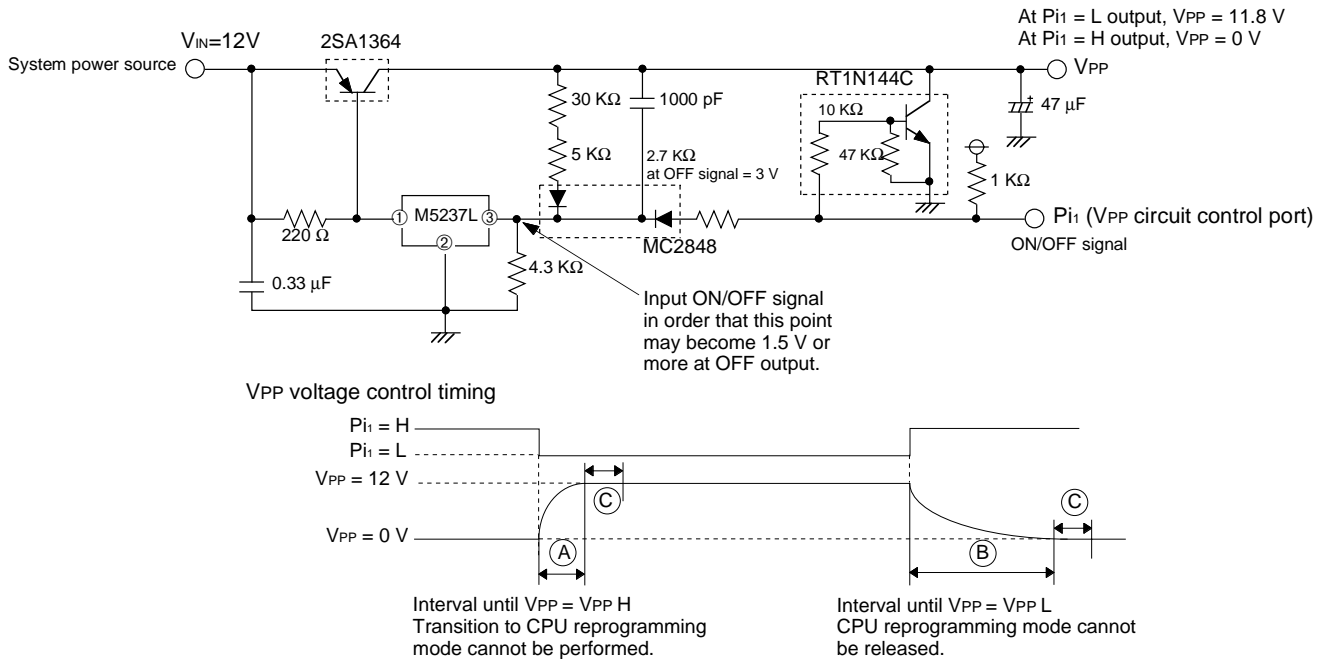 At Pi1 = L output, VPP = 11.8 V
At Pi1 = H output, VPP = 0 V
VIN=12V
2SA1364
System power source
VPP
RT1N144C
30 KΩ
1000 pF
10 KΩ
47 µF
5 KΩ
2.7 KΩ
at OFF signal = 3 V
47 KΩ
1 KΩ
1
M5237L
3
2
220 Ω
MC2848
Pi1 (VPP circuit control port)
ON/OFF signal
0.33 µF
4.3 KΩ
Input ON/OFF signal
in order that this point
may become 1.5 V or
more at OFF output.
VPP voltage control timing
Pi1 = H
Pi1 = L
VPP = 12 V
C
C
VPP = 0 V
A
B
Interval until VPP = VPP H
Transition to CPU reprogramming
mode cannot be performed.
Interval until VPP = VPP L
CPU reprogramming mode cannot
be released.